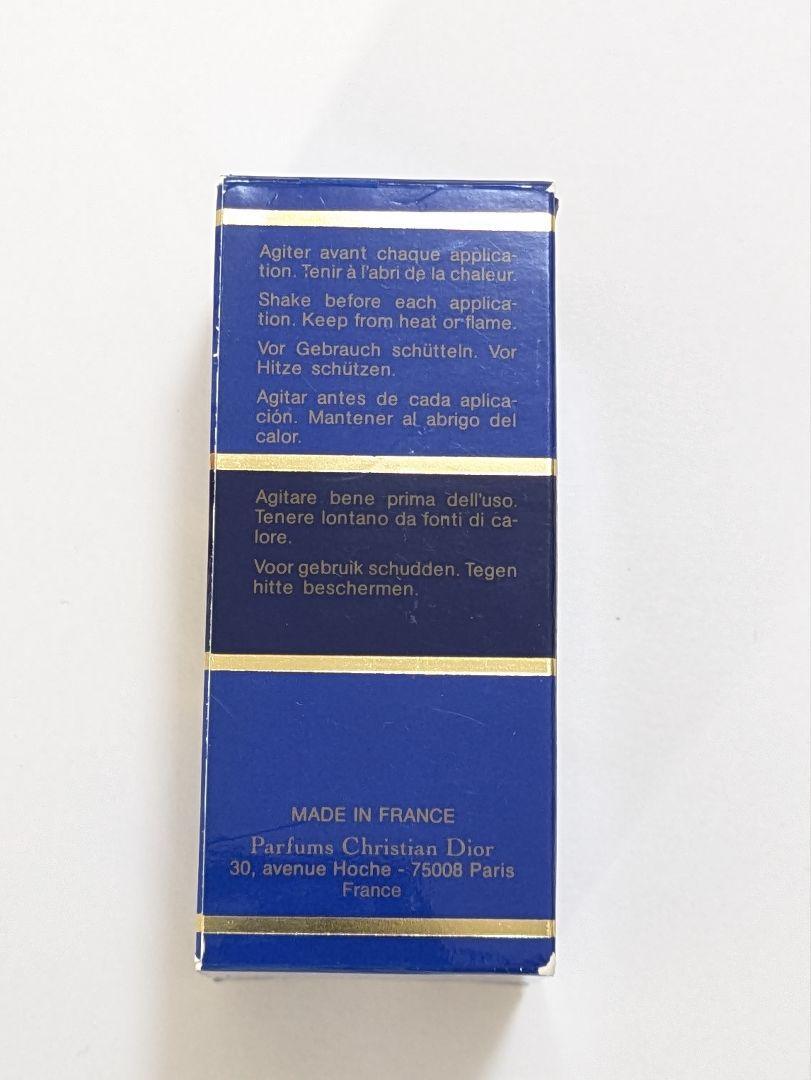 Agiter avant chaque applica-
tion. Tenir à l'abri de la chaleur.
Shake before each applica-
tion. Keep from heat or flame.
Vor Gebrauch schütteln. Vor
Hitze schützen.
Agitar antes de cada aplica-
ción. Mantener al abrigo del
calor.
Agitare bene prima dell'uso.
Tenere lontano da fonti di ca-
lore.
Voor gebruik schudden. Tegen
hitte beschermen.
MADE IN FRANCE
Parfums Christian Dior
30, avenue Hoche - 75008 Paris
France